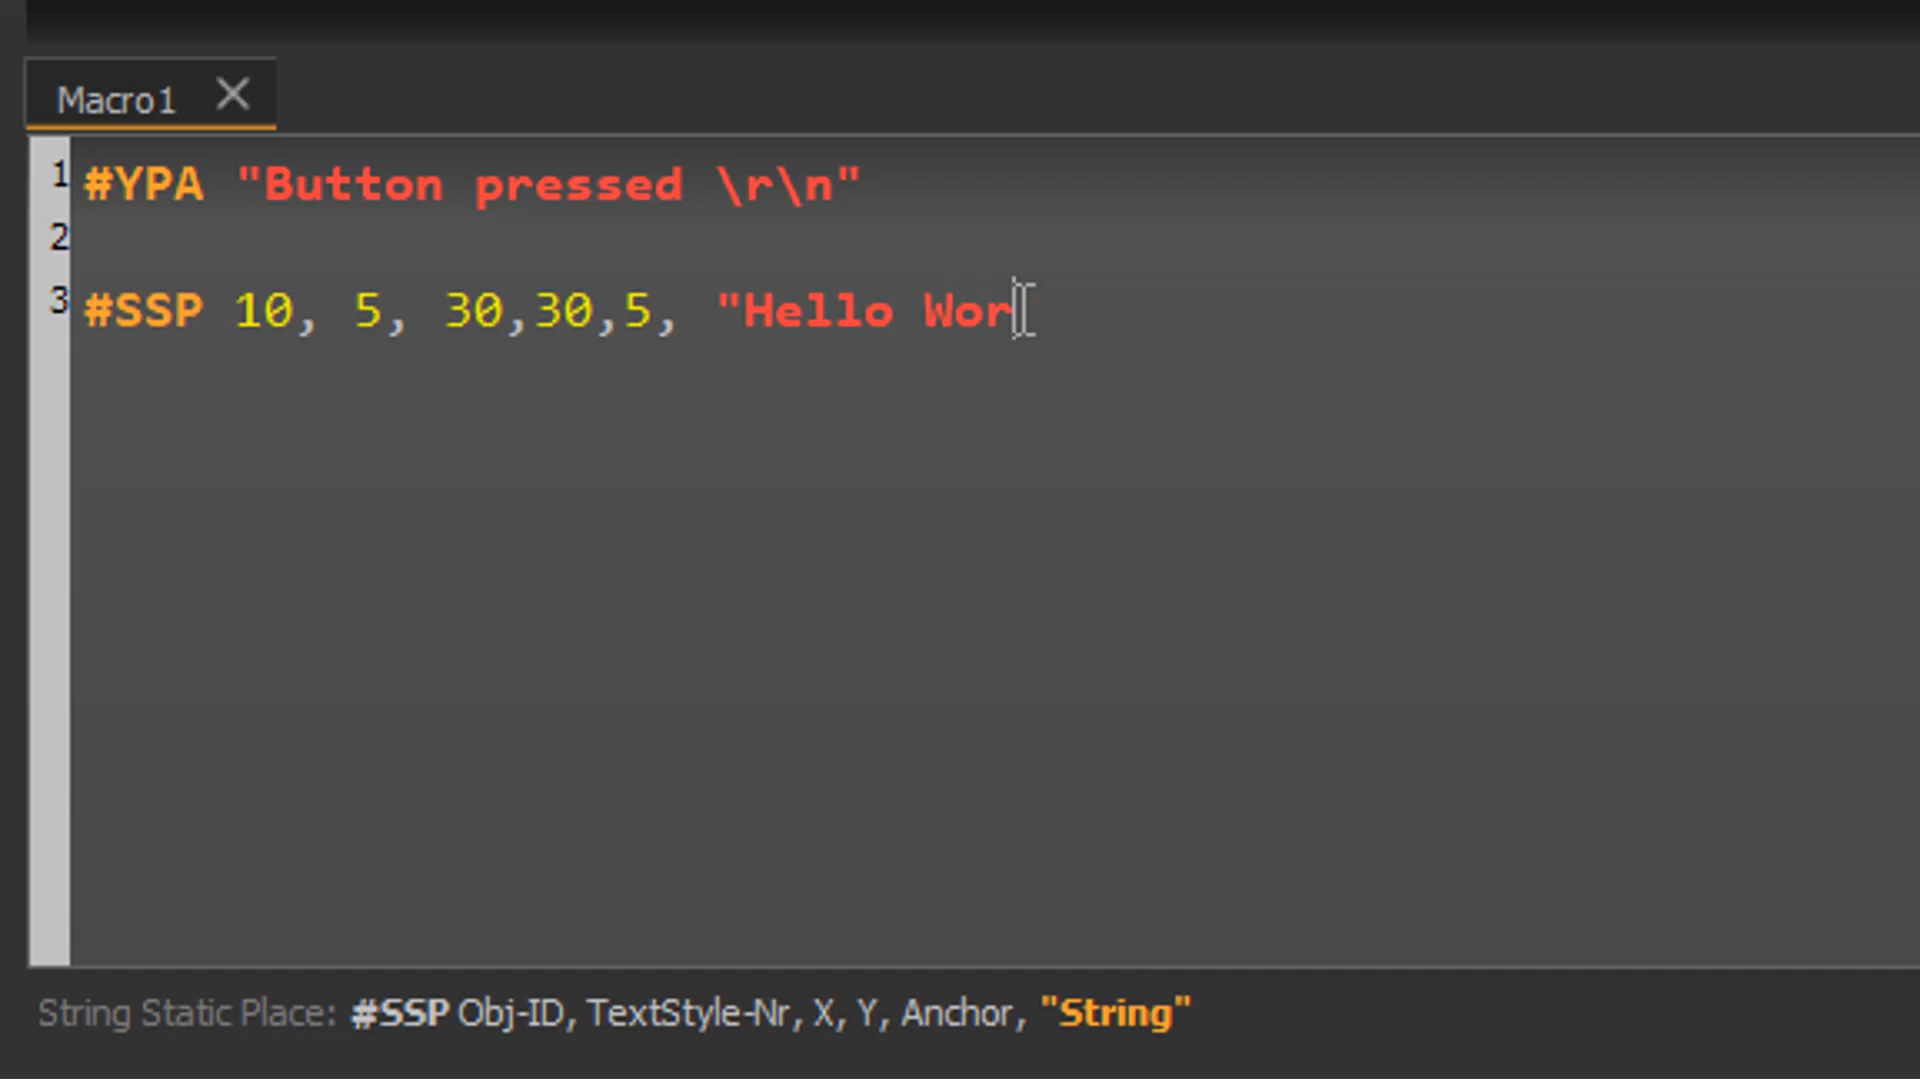 Macro1
1 #YPA "Button pressed \r\n"
2
3 #SSP 10, 5, 30,30,5, "Hello Wor
String Static Place: #SSP Obj-ID, TextStyle-Nr, X, Y, Anchor, "String"